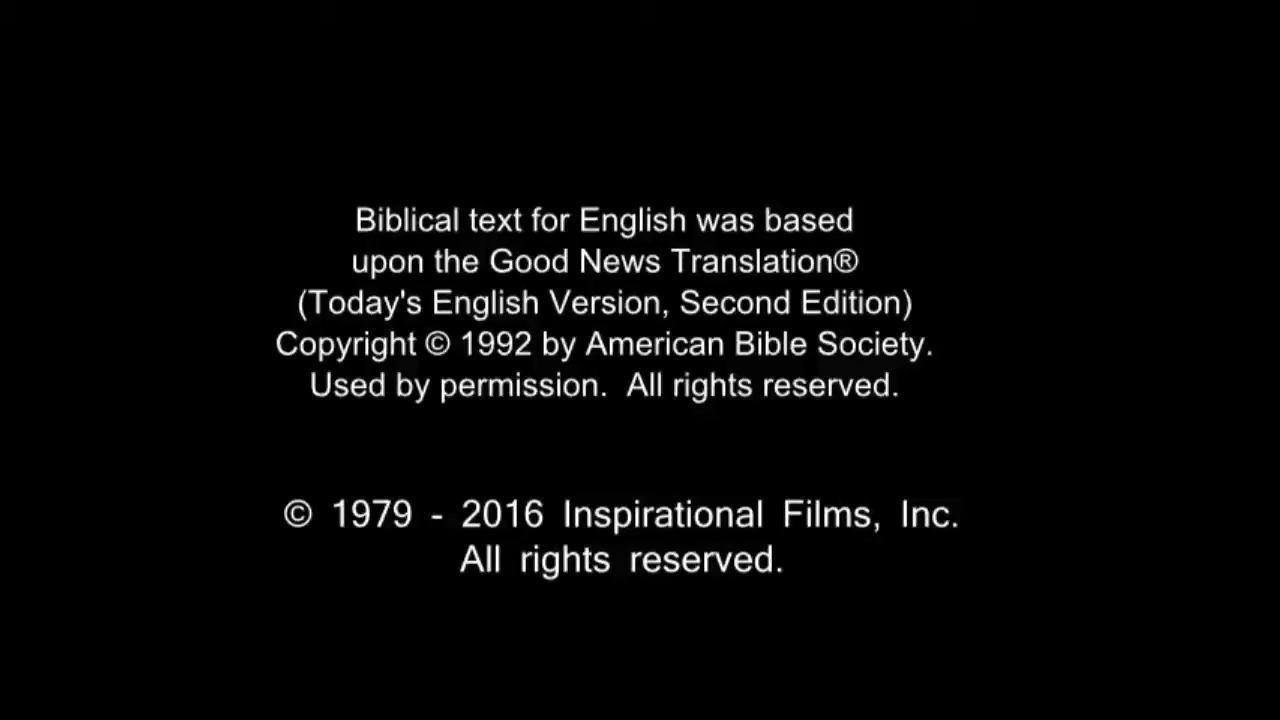 Biblical text for English was based
upon the Good News Translation®
(Today's English Version, Second Edition)
Copyright © 1992 by American Bible Society.
Used by permission.  All rights reserved.
© 1979 - 2016 Inspirational Films, Inc.
All rights reserved.